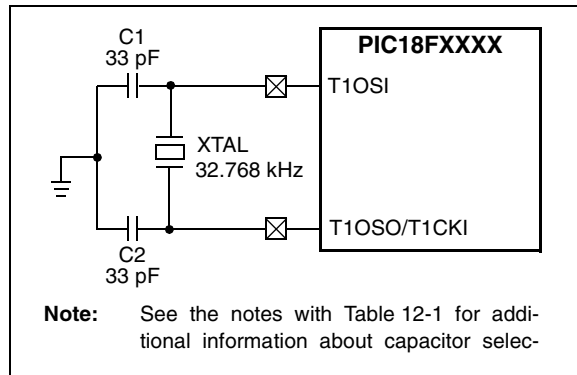 C1
33 pF
PIC18FXXXX
T1OSI
XTAL
32.768 kHz
T1OSO/T1CKI
C2
33 pF
Note: See the notes with Table 12-1 for addi-
tional information about capacitor selec-